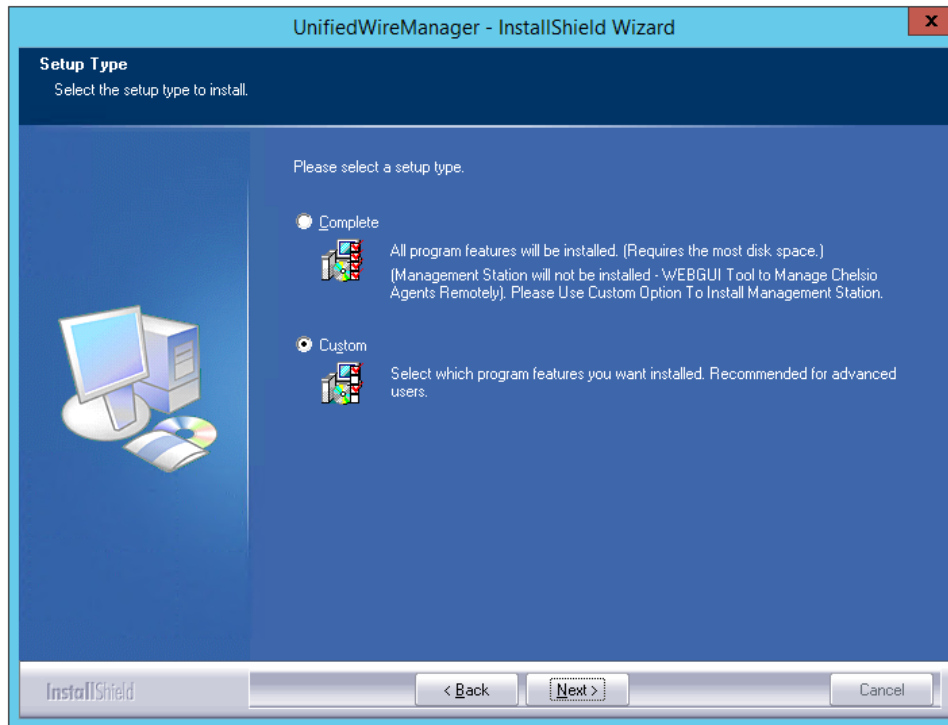 UnifiedWireManager - InstallShield Wizard
x
Setup Type
Select the setup type to install.
Please select a setup type.
Complete
All program features will be installed. (Requires the most disk space.)
(Management Station will not be installed - WEBGUI Tool to Manage Chelsio
Agents Remotely). Please Use Custom Option To Install Management Station.
Custom
Select which program features you want installed. Recommended for advanced
users.
InstallShield
< Back
Next >
Cancel